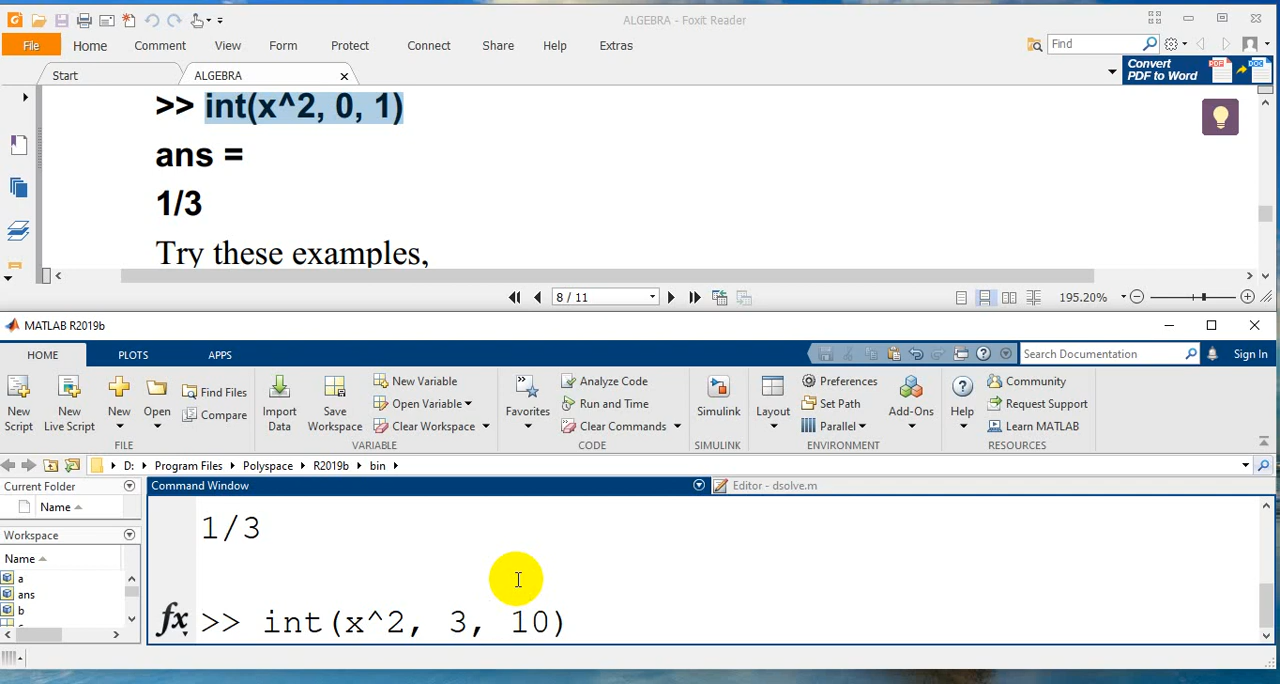 ALGEBRA - Foxit Reader
File Home Comment View Form Protect Connect Share Help Extras Find
Start ALGEBRA
Convert
PDF to Word
>> int(x^2, 0, 1)
ans =
1/3
Try these examples,
8 / 11 195.20%
MATLAB R2019b
HOME PLOTS APPS Search Documentation Sign In
New
Script
New
Live Script
New
Open
Find Files
Compare
FILE
Import
Data
Save
Workspace
New Variable
Open Variable
Clear Workspace
VARIABLE
Favorites
Analyze Code
Run and Time
Clear Commands
CODE
Simulink
SIMULINK
Layout
Preferences
Set Path
Parallel
ENVIRONMENT
Add-Ons
Help
Community
Request Support
Learn MATLAB
RESOURCES
D: Program Files Polyspace R2019b bin
Current Folder
Name
Workspace
Name
a
ans
b
Command Window
Editor - dsolve.m
1/3
fx >> int(x^2, 3, 10)